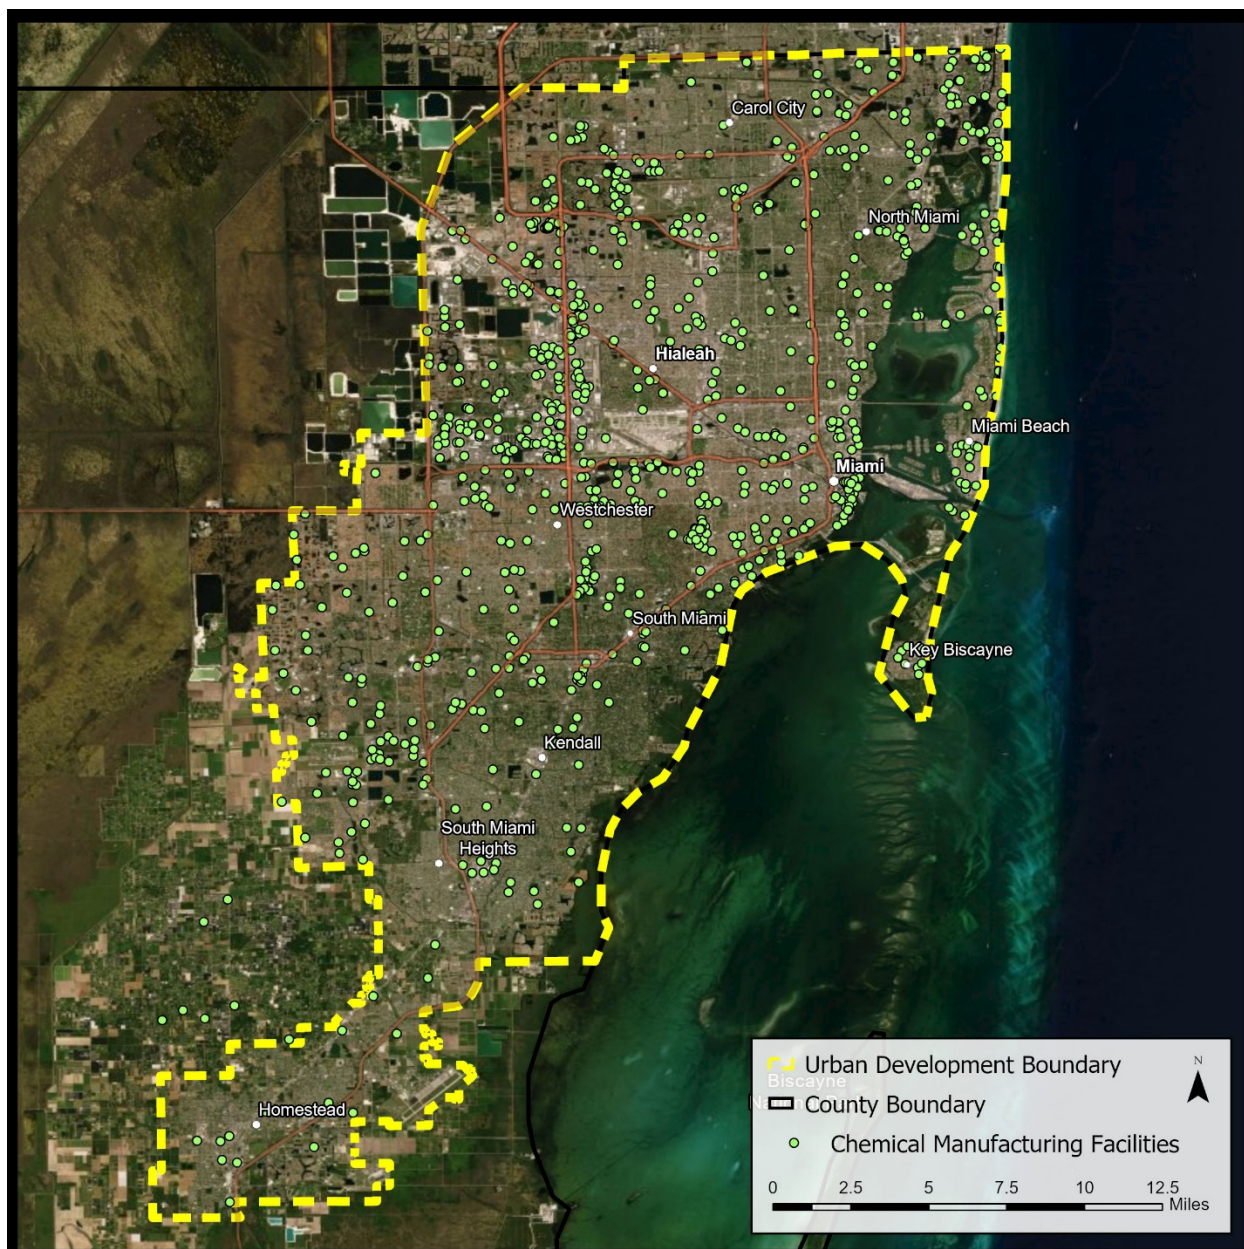 Carol City
North Miami
Hialeah
Miami Beach
Miami
Westchester
South Miami
Key Biscayne
Kendall
South Miami
Heights
Homestead
N
Urban Development Boundary
Biscayne
County Boundary
Chemical Manufacturing Facilities
0 2.5 5 7.5 10 12.5
Miles